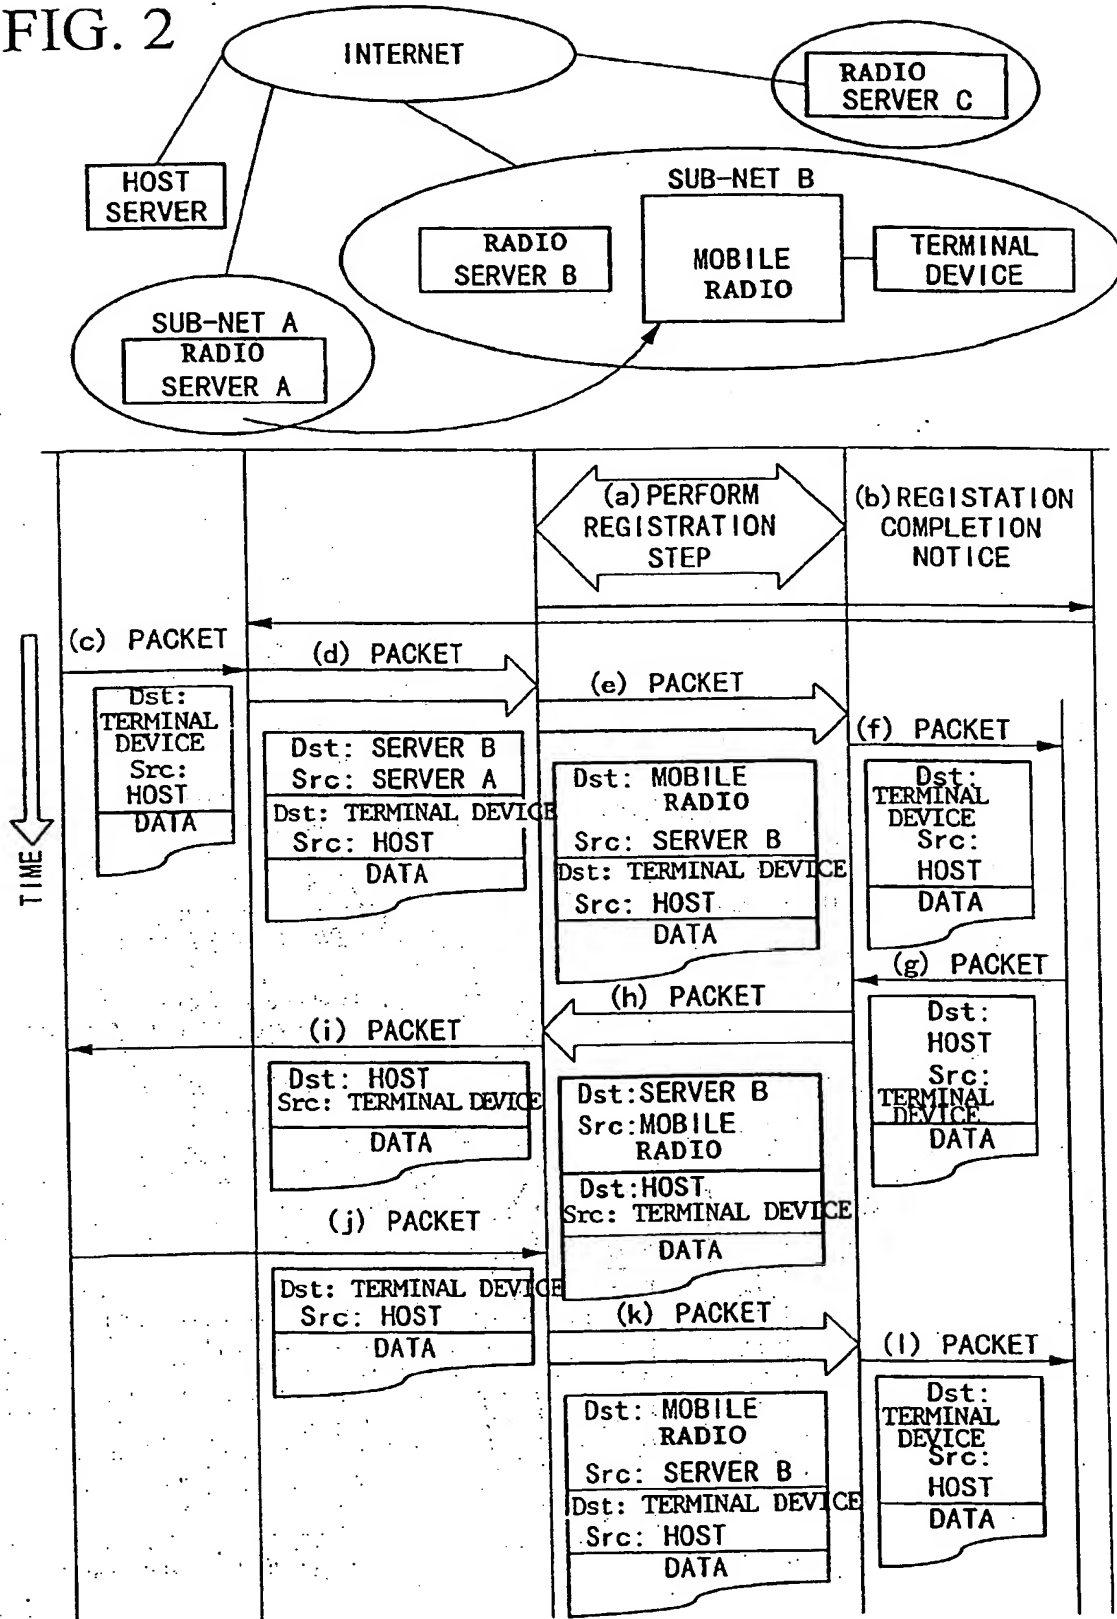 FIG. 2
INTERNET
RADIO
SERVER C
HOST
SERVER
SUB-NET B
RADIO
SERVER B
MOBILE
RADIO
TERMINAL
DEVICE
SUB-NET A
RADIO
SERVER A
(a) PERFORM
REGISTRATION
STEP
(b) REGISTATION
COMPLETION
NOTICE
TIME
(c) PACKET
Dst:
TERMINAL
DEVICE
Src:
HOST
DATA
(d) PACKET
Dst: SERVER B
Src: SERVER A
Dst: TERMINAL DEVICE
Src: HOST
DATA
(e) PACKET
Dst: MOBILE
RADIO
Src: SERVER B
Dst: TERMINAL DEVICE
Src: HOST
DATA
(f) PACKET
Dst:
TERMINAL
DEVICE
Src:
HOST
DATA
(g) PACKET
Dst:
HOST
Src:
TERMINAL
DEVICE
DATA
(h) PACKET
Dst:SERVER B
Src:MOBILE
RADIO
Dst:HOST
Src: TERMINAL DEVICE
DATA
(i) PACKET
Dst: HOST
Src: TERMINAL DEVICE
DATA
(j) PACKET
Dst: TERMINAL DEVICE
Src: HOST
DATA
(k) PACKET
Dst: MOBILE
RADIO
Src: SERVER B
Dst: TERMINAL DEVICE
Src: HOST
DATA
(l) PACKET
Dst:
TERMINAL
DEVICE
Src:
HOST
DATA